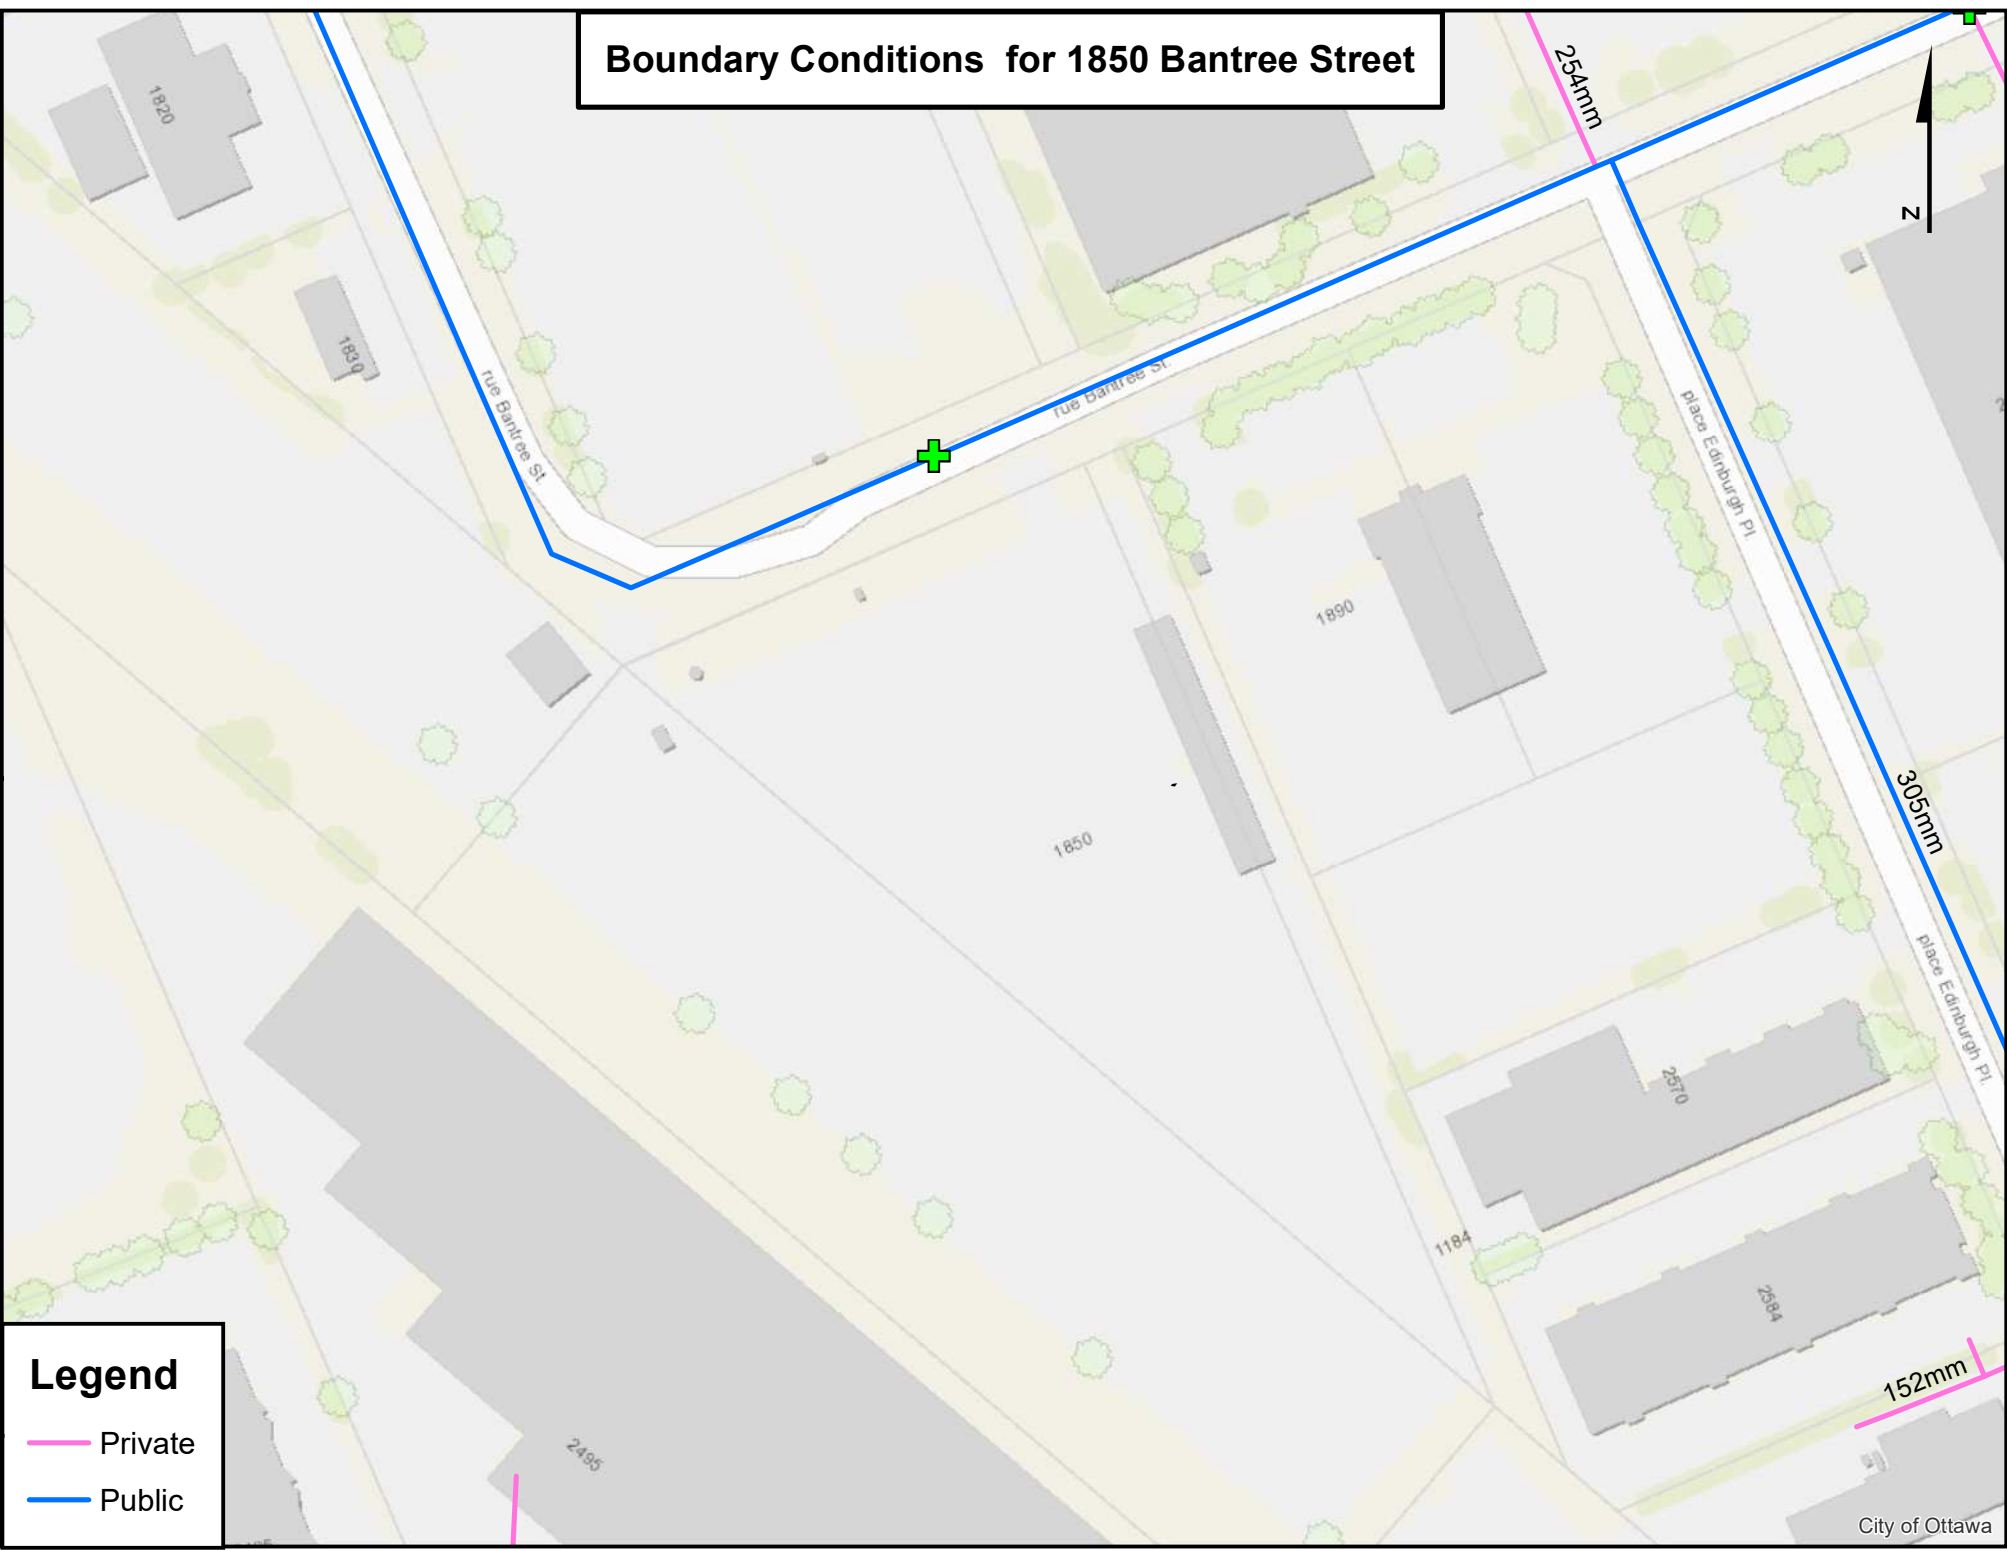 Boundary Conditions  for 1850 Bantree Street
254mm
1820
N
1830
rue Bantree St.
rue Bantree St.
place Edinburgh Pl.
1890
305mm
1850
place Edinburgh Pl.
2570
1184
2584
152mm
2495
Legend
Private
Public
City of Ottawa